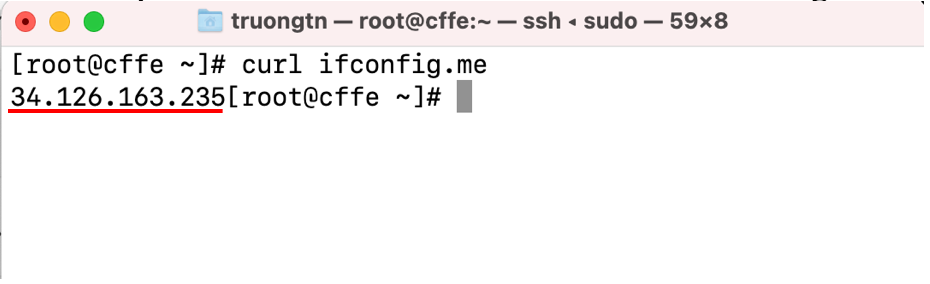 truongtn — root@cffe:~ — ssh ◂ sudo — 59×8
[root@cffe ~]# curl ifconfig.me
34.126.163.235[root@cffe ~]#